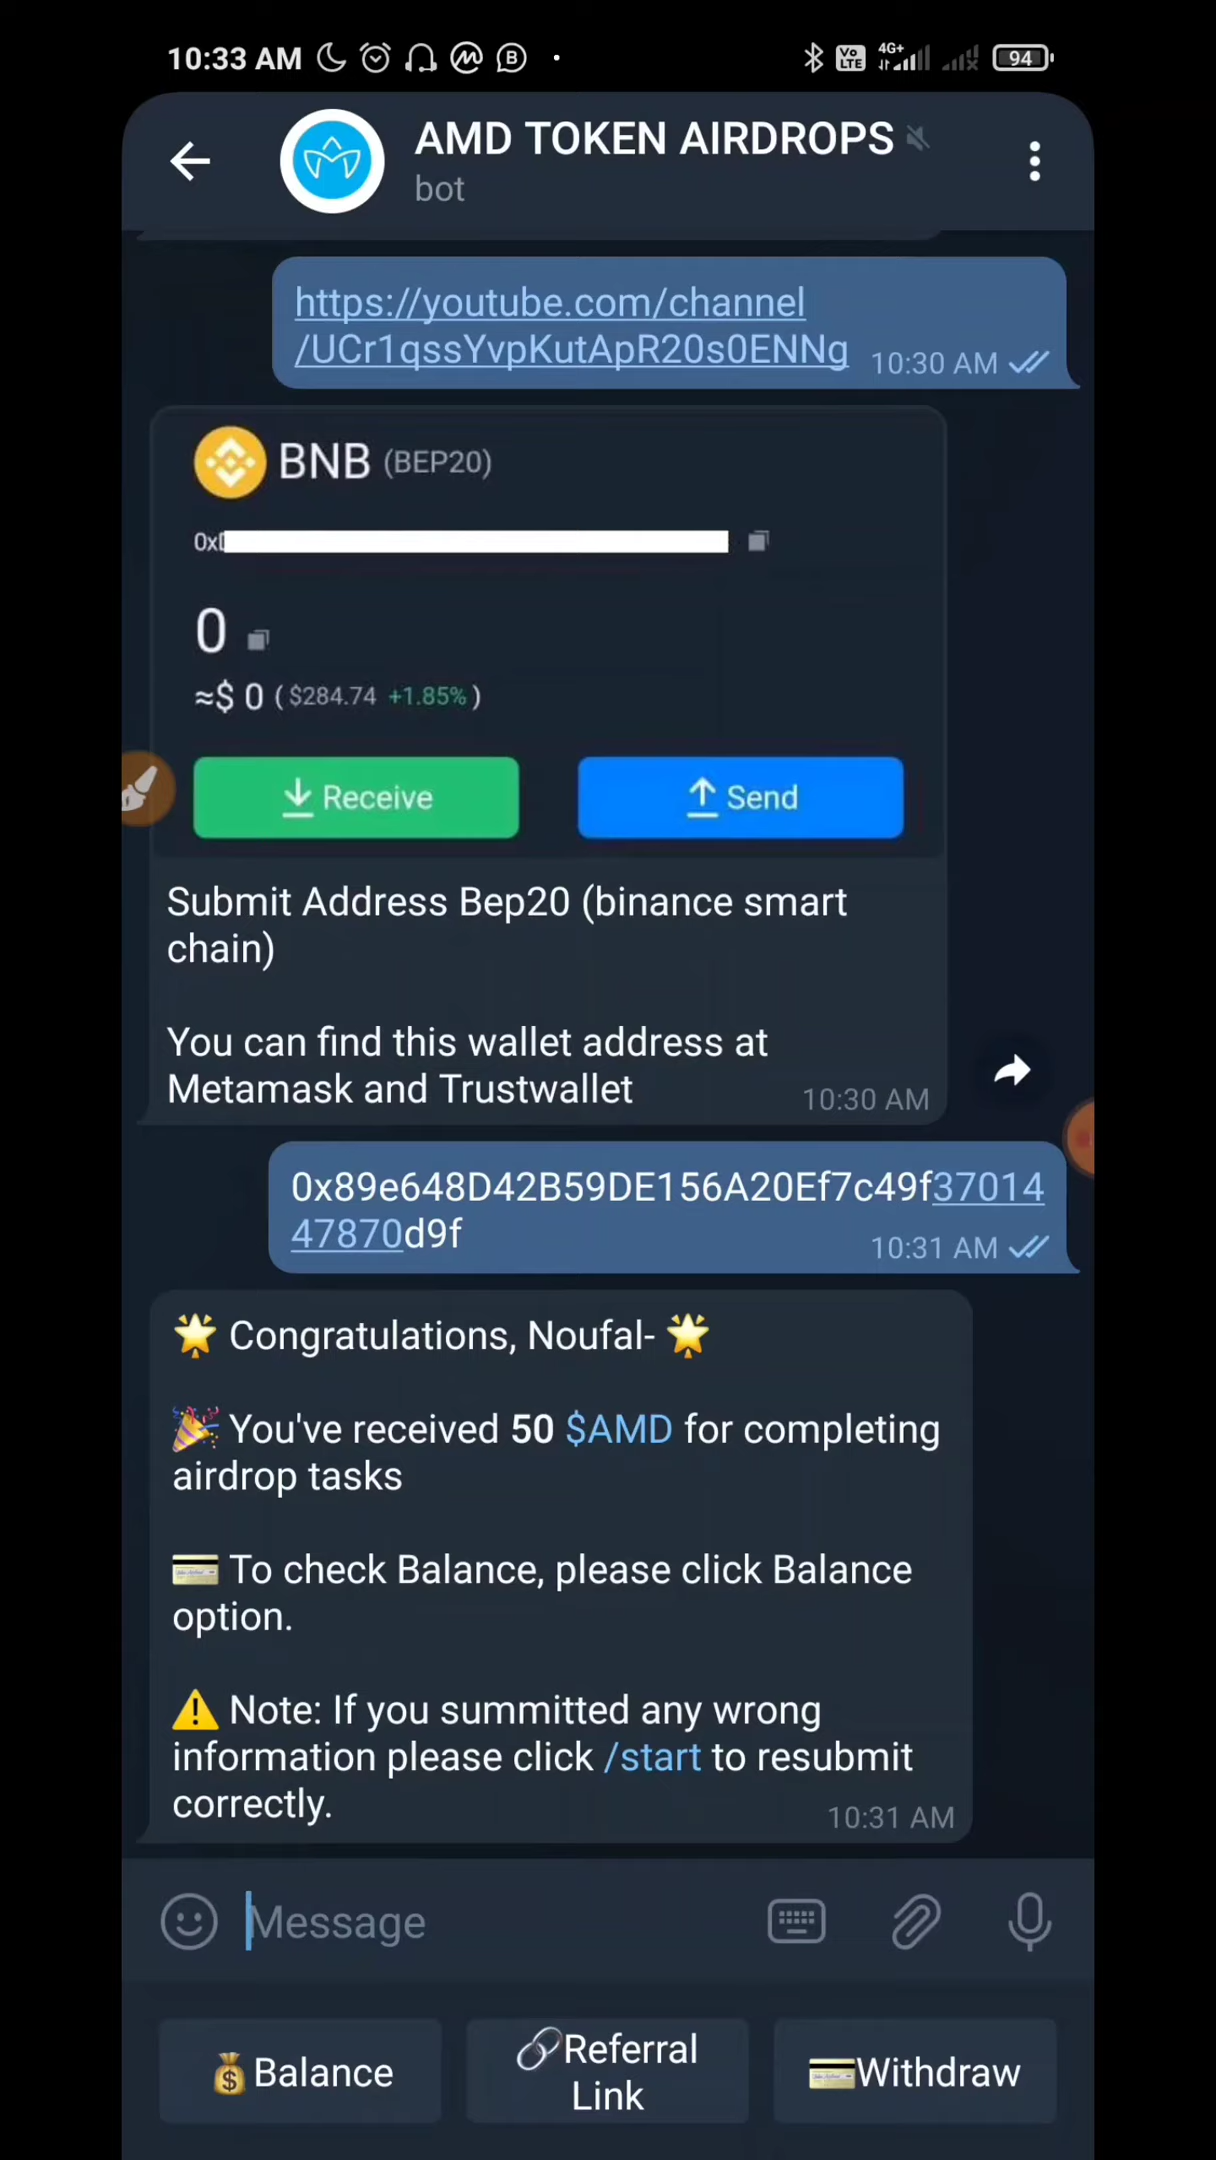 10:33 AM
Vo LTE 4G+ 94
AMD TOKEN AIRDROPS
bot
https://youtube.com/channel
/UCr1qssYvpKutApR20s0ENNg 10:30 AM
BNB (BEP20)
0
≈$ 0 ( $284.74 +1.85% )
Receive Send
Submit Address Bep20 (binance smart
chain)
You can find this wallet address at
Metamask and Trustwallet 10:30 AM
0x89e648D42B59DE156A20Ef7c49f37014
47870d9f 10:31 AM
🌟 Congratulations, Noufal- 🌟
🎉 You've received 50 $AMD for completing
airdrop tasks
💳 To check Balance, please click Balance
option.
⚠️ Note: If you summitted any wrong
information please click /start to resubmit
correctly. 10:31 AM
Message
💰Balance 🔗Referral 💳Withdraw
Link